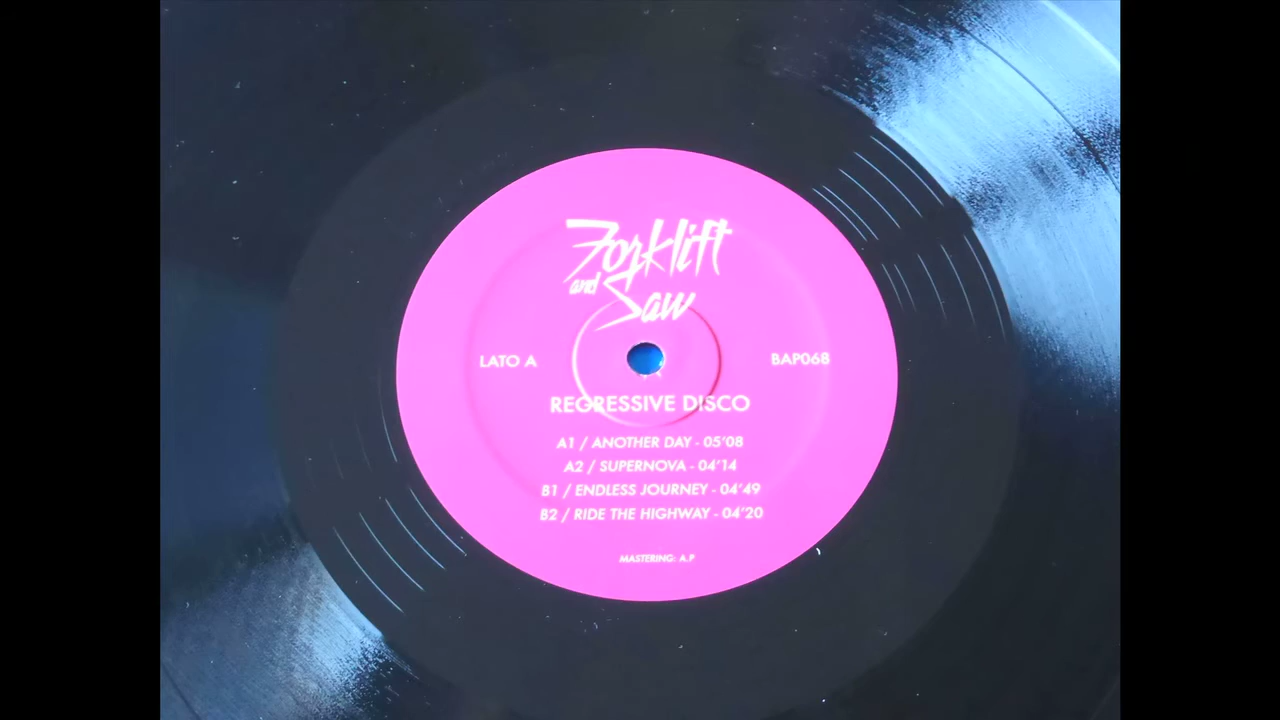 Forklift
and
Saw
LATO A
BAP068
REGRESSIVE DISCO
A1 / ANOTHER DAY - 05'08
A2 / SUPERNOVA - 04'14
B1 / ENDLESS JOURNEY - 04'49
B2 / RIDE THE HIGHWAY - 04'20
MASTERING: A.P